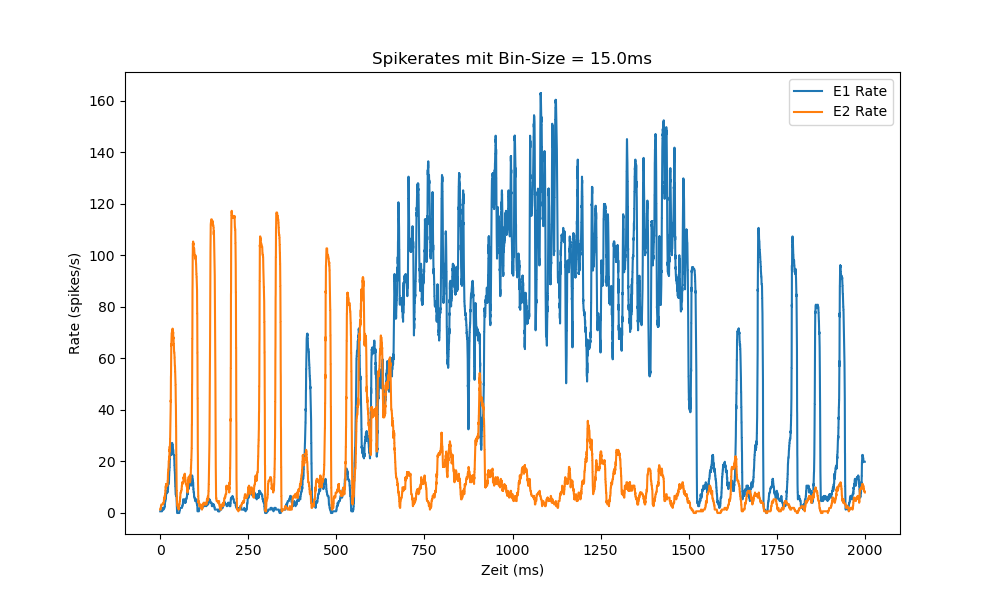 Spikerates mit Bin-Size = 15.0ms
E1 Rate
E2 Rate
160
140
120
100
80
60
40
20
0
Rate (spikes/s)
0 250 500 750 1000 1250 1500 1750 2000
Zeit (ms)